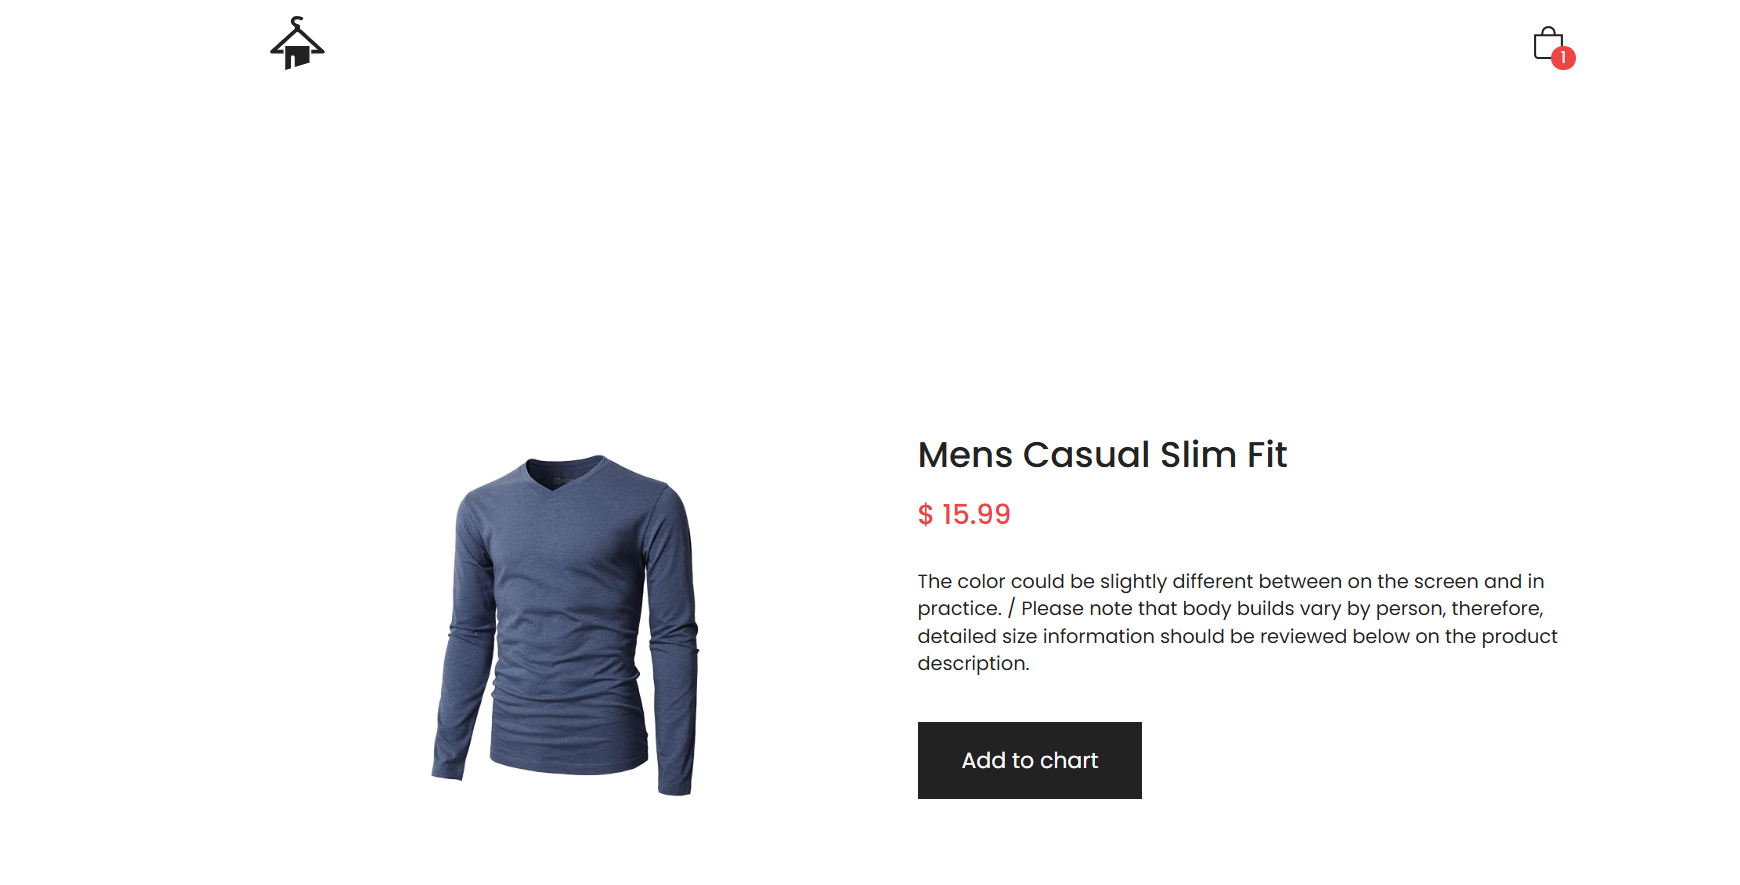 1
Mens Casual Slim Fit
$ 15.99
The color could be slightly different between on the screen and in
practice. / Please note that body builds vary by person, therefore,
detailed size information should be reviewed below on the product
description.
Add to chart